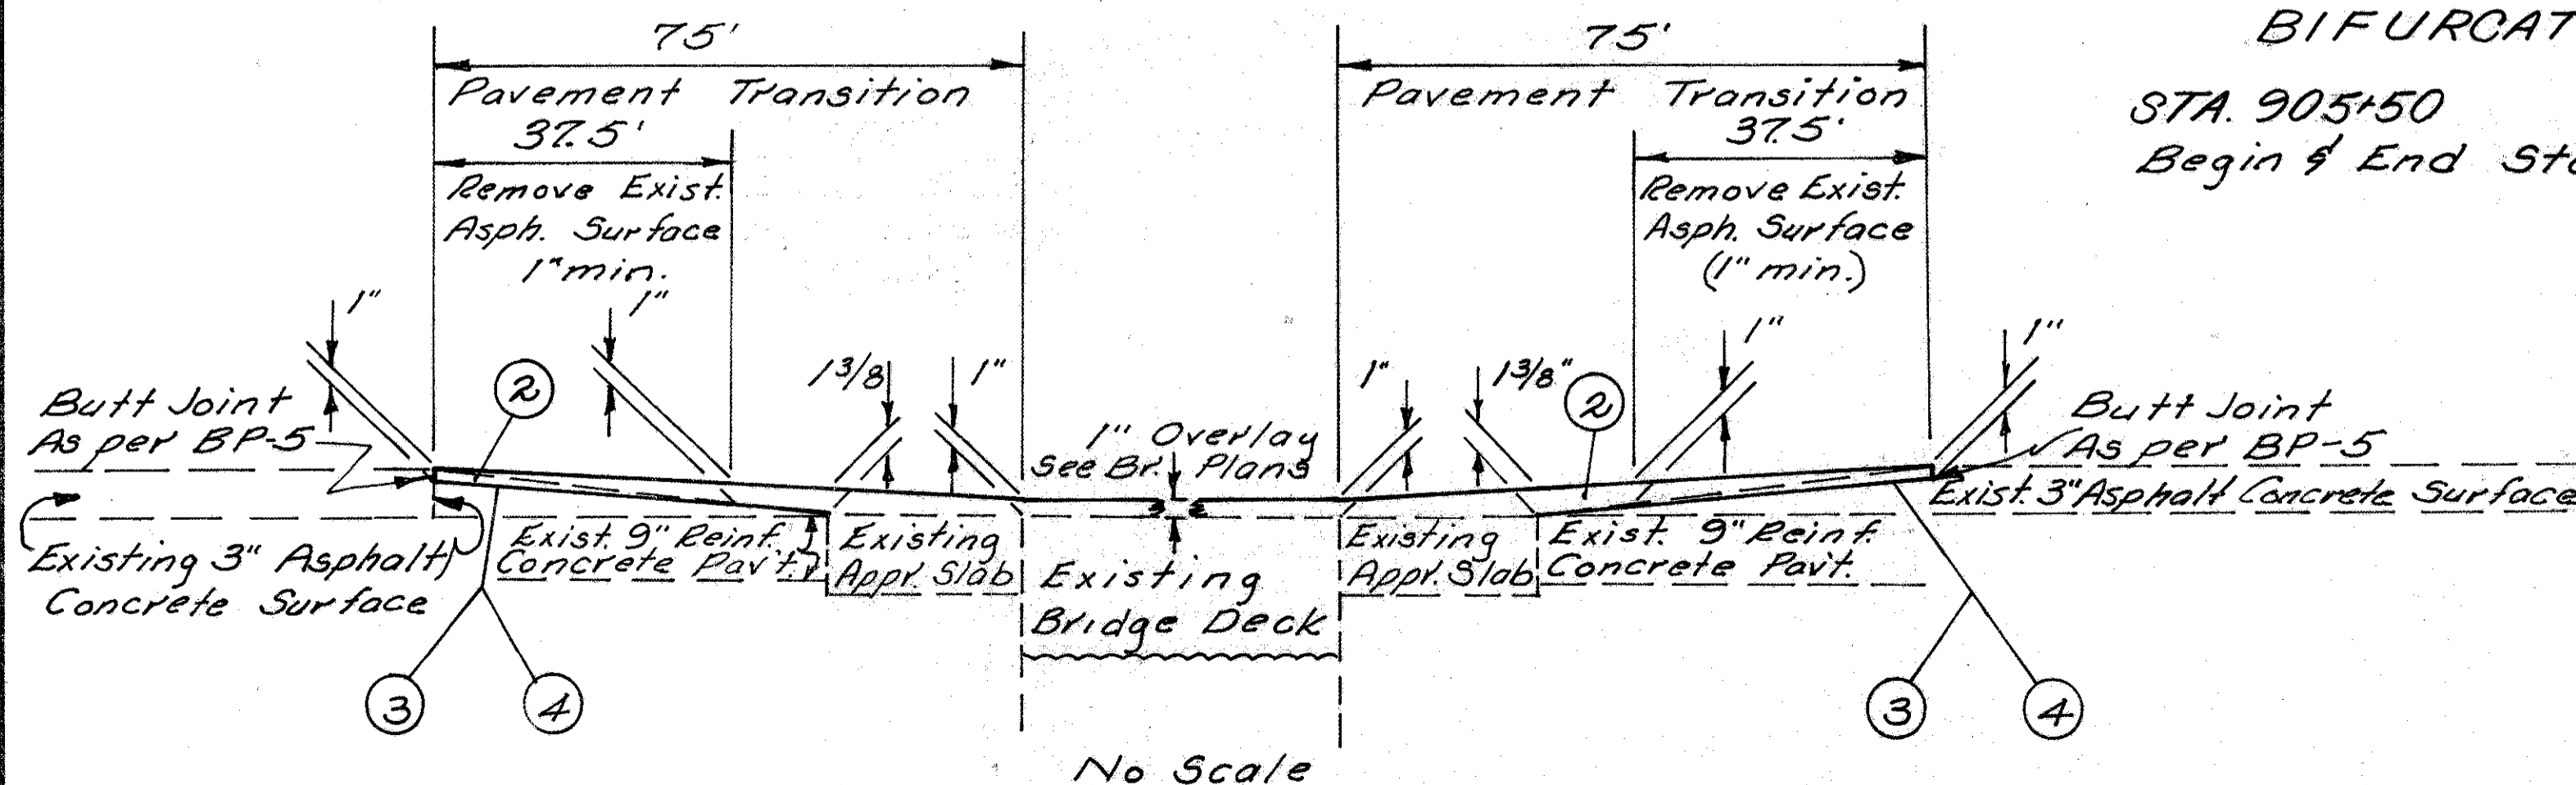 75'
Pavement Transition
37.5'
Remove Exist.
Asph. Surface
1" min.
75'
Pavement Transition
37.5'
Remove Exist.
Asph. Surface
(1" min.)
BIFURCAT
STA. 905+50
Begin & End Sta
1"
1"
1 3/8
1"
1"
1 3/8"
1"
1"
2
2
Butt Joint
As per BP-5
1" Overlay
See Br. Plans
Butt Joint
As per BP-5
Existing 3" Asphalt
Concrete Surface
Exist. 9" Reinf.
Concrete Pav't.
Existing
Appr. Slab
Existing
Bridge Deck
Existing
Appr. Slab
Exist. 9" Reinf.
Concrete Pavt.
Exist. 3" Asphalt Concrete Surface
3
4
3
4
No Scale